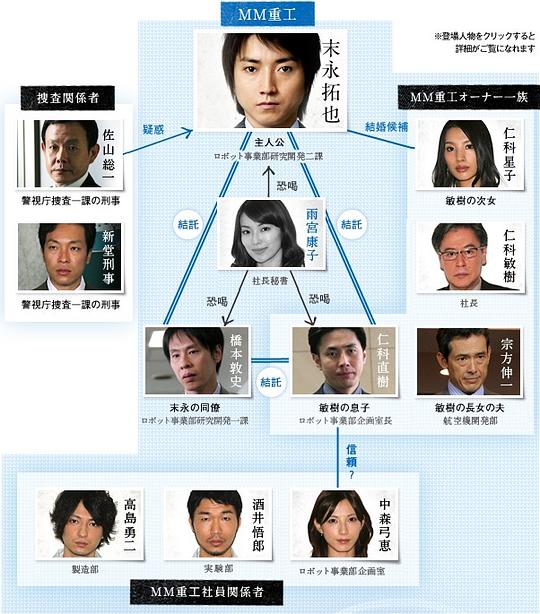 MM重工
※登場人物をクリックすると
詳細がご覧になれます
末永拓也
捜査関係者
MM重工オーナー一族
疑惑
結婚候補
主人公
ロボット事業部研究開発二課
佐山総一
警視庁捜査一課の刑事
仁科星子
敏樹の次女
恐喝
結託
結託
新堂刑事
警視庁捜査一課の刑事
雨宮康子
社長秘書
仁科敏樹
社長
恐喝
恐喝
橋本敦史
末永の同僚
ロボット事業部研究開発一課
結託
仁科直樹
敏樹の息子
ロボット事業部企画室長
宗方伸一
敏樹の長女の夫
航空機開発部
信頼？
高島勇二
製造部
酒井悟郎
実験部
中森弓恵
ロボット事業部企画室
MM重工社員関係者